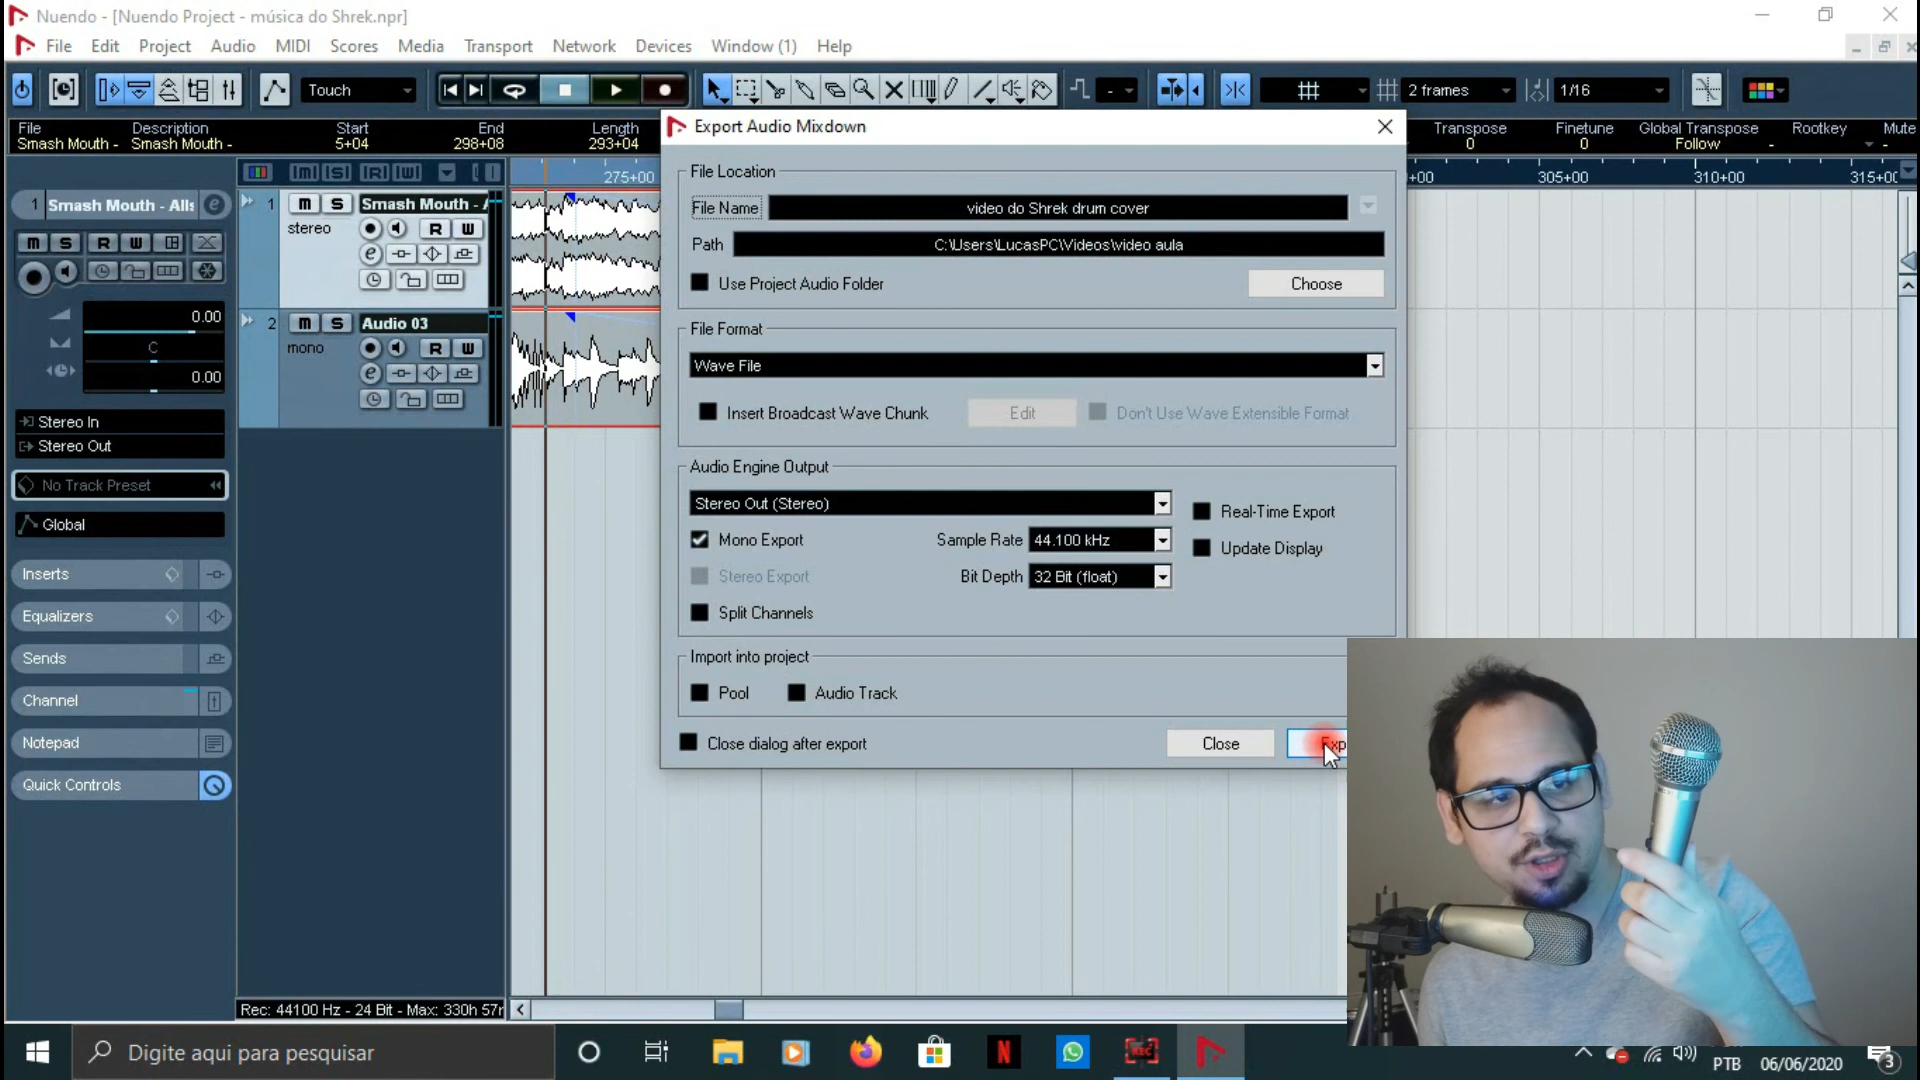 Nuendo - [Nuendo Project - música do Shrek.npr]
File Edit Project Audio MIDI Scores Media Transport Network Devices Window (1) Help
Touch
2 frames
1/16
File Description Start End Length Transpose Finetune Global Transpose Rootkey Mute
Smash Mouth - Smash Mouth - 5+04 298+08 293+04 0 0 Follow - -
Export Audio Mixdown
275+00
305+00 310+00
1 Smash Mouth - Alls
M S R W
0.00
C
0.00
Stereo In
Stereo Out
No Track Preset
Global
Inserts
Equalizers
Sends
Channel
Notepad
Quick Controls
[M] [S] [R] [W]
1 M S Smash Mouth - A
stereo R W
2 M S Audio 03
mono R W
File Location
File Name video do Shrek drum cover
Path C:\Users\LucasPC\Videos\video aula
Use Project Audio Folder Choose
File Format
Wave File
Insert Broadcast Wave Chunk Edit Don't Use Wave Extensible Format
Audio Engine Output
Stereo Out (Stereo)
Real-Time Export
Mono Export Sample Rate 44.100 kHz
Update Display
Stereo Export Bit Depth 32 Bit (float)
Split Channels
Import into project
Pool Audio Track
Close dialog after export Close Exp
Rec: 44100 Hz - 24 Bit - Max: 330h 57m
Digite aqui para pesquisar
N
REC
PTB 06/06/2020 3